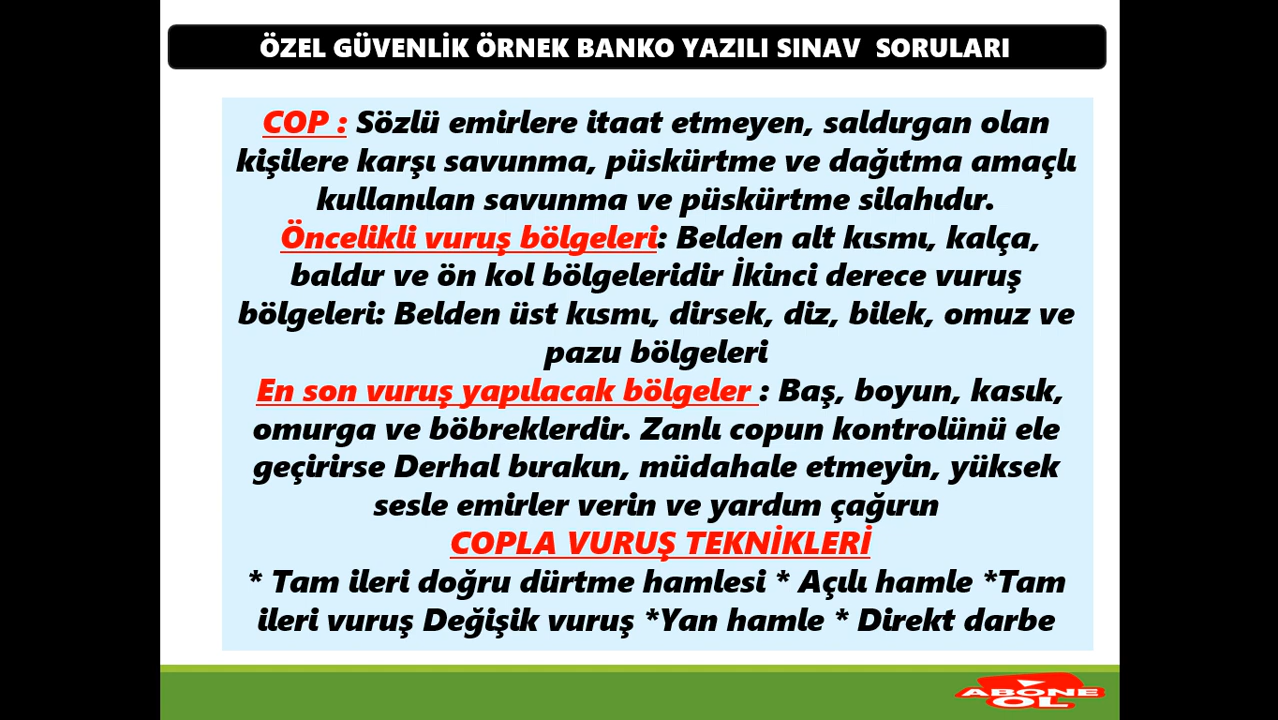 ÖZEL GÜVENLİK ÖRNEK BANKO YAZILI SINAV SORULARI
COP : Sözlü emirlere itaat etmeyen, saldırgan olan
kişilere karşı savunma, püskürtme ve dağıtma amaçlı
kullanılan savunma ve püskürtme silahıdır.
Öncelikli vuruş bölgeleri: Belden alt kısmı, kalça,
baldır ve ön kol bölgeleridir İkinci derece vuruş
bölgeleri: Belden üst kısmı, dirsek, diz, bilek, omuz ve
pazu bölgeleri
En son vuruş yapılacak bölgeler : Baş, boyun, kasık,
omurga ve böbreklerdir. Zanlı copun kontrolünü ele
geçirirse Derhal bırakın, müdahale etmeyin, yüksek
sesle emirler verin ve yardım çağırın
COPLA VURUŞ TEKNİKLERİ
* Tam ileri doğru dürtme hamlesi * Açılı hamle *Tam
ileri vuruş Değişik vuruş *Yan hamle * Direkt darbe
ABONE
OL